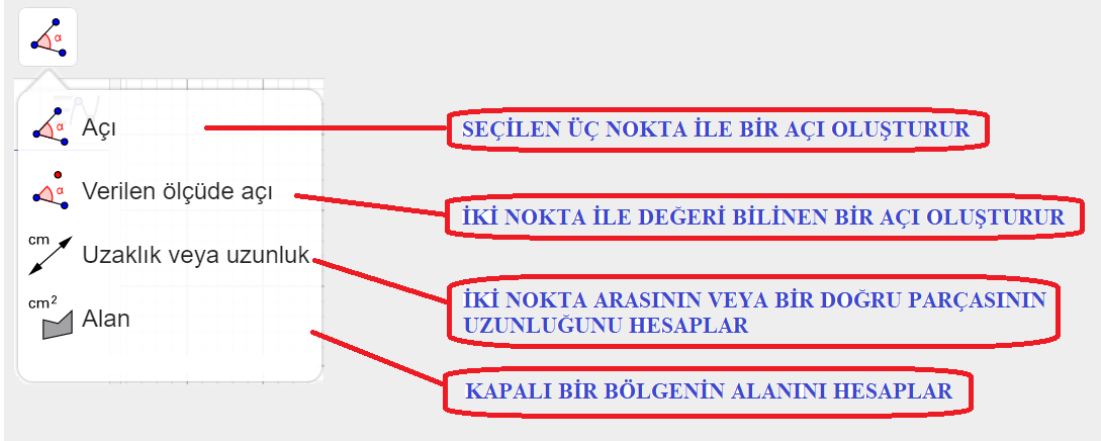 α
α Açı
SEÇİLEN ÜÇ NOKTA İLE BİR AÇI OLUŞTURUR
α Verilen ölçüde açı
İKİ NOKTA İLE DEĞERİ BİLİNEN BİR AÇI OLUŞTURUR
cm Uzaklık veya uzunluk
İKİ NOKTA ARASININ VEYA BİR DOĞRU PARÇASININ
UZUNLUĞUNU HESAPLAR
cm² Alan
KAPALI BİR BÖLGENİN ALANINI HESAPLAR